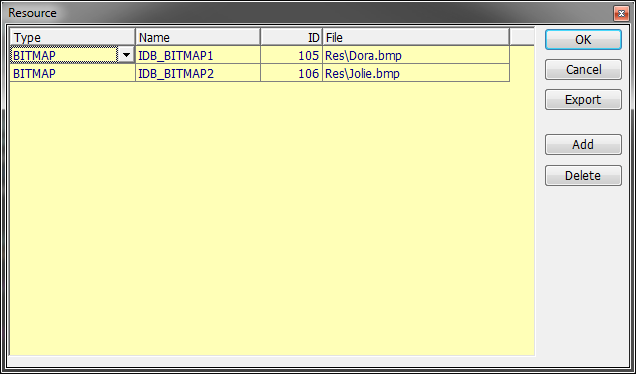 Resource
Type Name ID File
BITMAP IDB_BITMAP1 105 Res\Dora.bmp
BITMAP IDB_BITMAP2 106 Res\Jolie.bmp
OK
Cancel
Export
Add
Delete